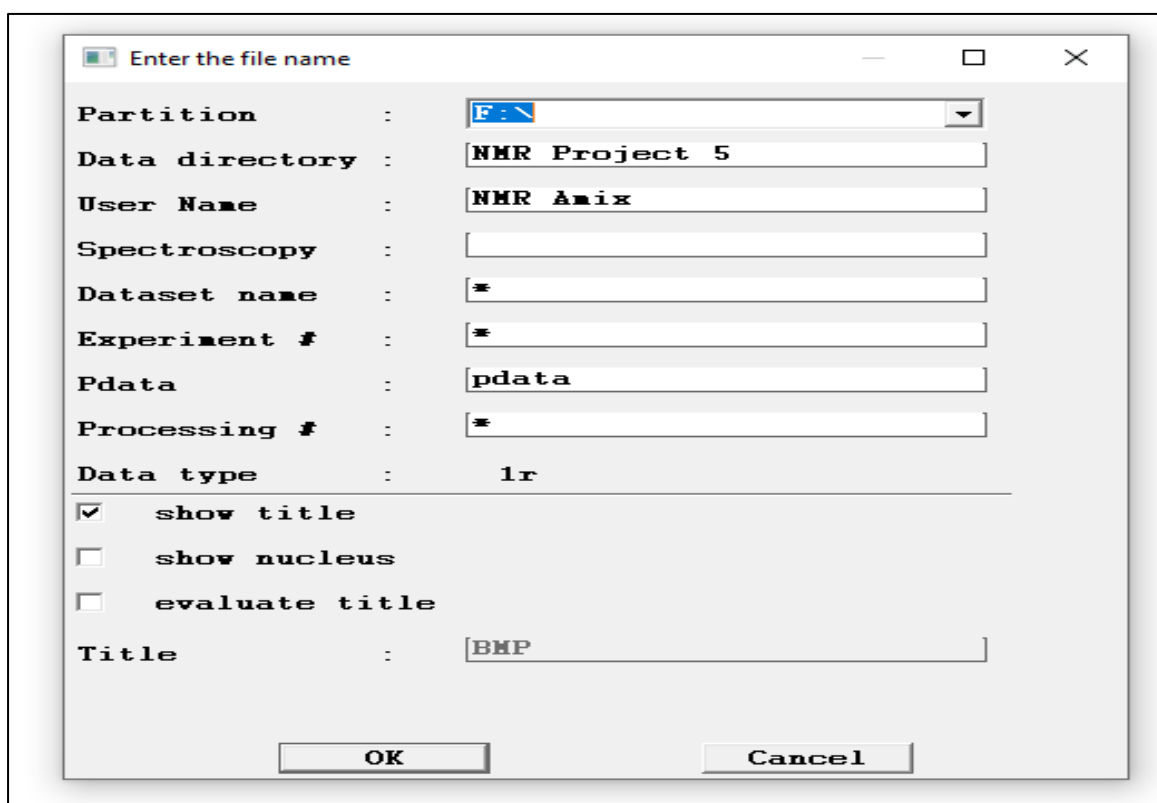 Enter the file name
Partition : F:\
Data directory : NMR Project 5
User Name : NMR Amix
Spectroscopy :
Dataset name : *
Experiment # : *
Pdata : pdata
Processing # : *
Data type : 1r
show title
show nucleus
evaluate title
Title : BMP
OK Cancel